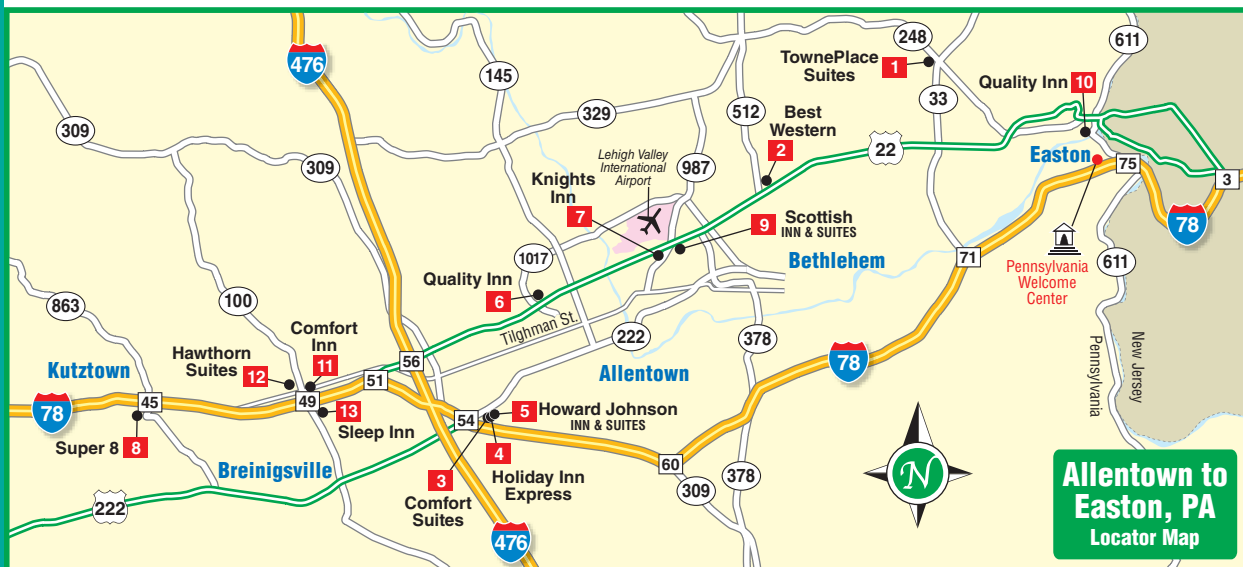 476
145
309
329
309
512
248
611
TownePlace
Suites
1
33
Quality Inn
10
Best
Western
2
22
Easton
75
3
78
Lehigh Valley
International
Airport
987
Knights
Inn
7
9
Scottish
INN & SUITES
Bethlehem
71
Pennsylvania
Welcome
Center
611
1017
Quality Inn
6
Tilghman St.
222
378
Allentown
78
Pennsylvania
New Jersey
863
100
Comfort
Inn
11
Hawthorn
Suites
12
56
51
Kutztown
78
45
49
13
Sleep Inn
Super 8
8
Breinigsville
222
54
5
Howard Johnson
INN & SUITES
4
Holiday Inn
Express
3
Comfort
Suites
60
309
378
476
N
Allentown to
Easton, PA
Locator Map